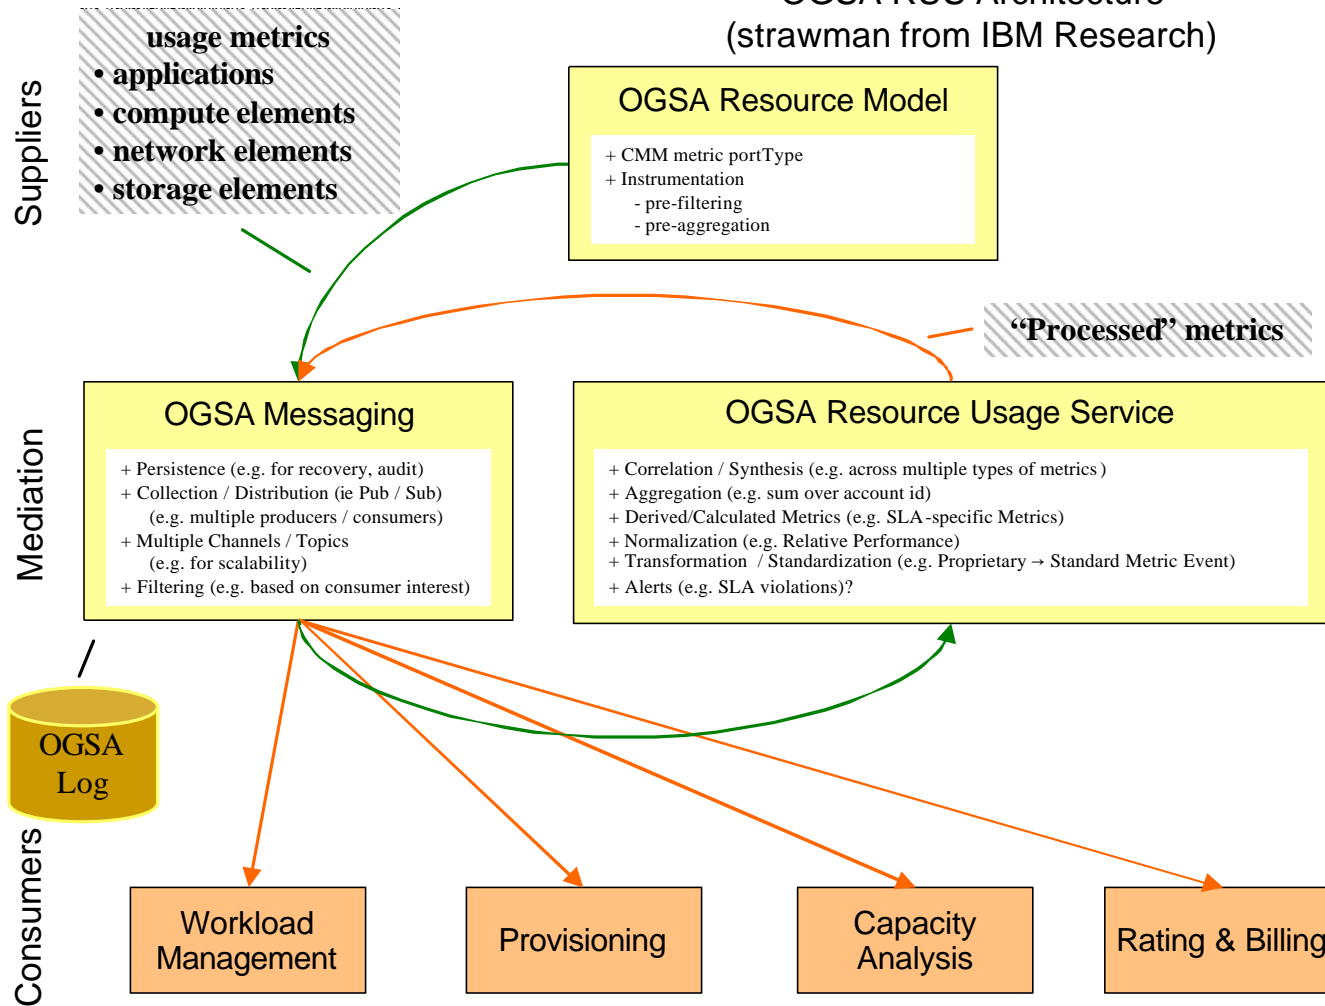 OGSA RUS Architecture
(strawman from IBM Research)
usage metrics
• applications
• compute elements
• network elements
• storage elements
Suppliers
OGSA Resource Model
+ CMM metric portType
+ Instrumentation
- pre-filtering
- pre-aggregation
“Processed” metrics
Mediation
OGSA Messaging
+ Persistence (e.g. for recovery, audit)
+ Collection / Distribution (ie Pub / Sub)
(e.g. multiple producers / consumers)
+ Multiple Channels / Topics
(e.g. for scalability)
+ Filtering (e.g. based on consumer interest)
OGSA Resource Usage Service
+ Correlation / Synthesis (e.g. across multiple types of metrics)
+ Aggregation (e.g. sum over account id)
+ Derived/Calculated Metrics (e.g. SLA-specific Metrics)
+ Normalization (e.g. Relative Performance)
+ Transformation / Standardization (e.g. Proprietary → Standard Metric Event)
+ Alerts (e.g. SLA violations)?
OGSA
Log
Consumers
Workload
Management
Provisioning
Capacity
Analysis
Rating & Billing